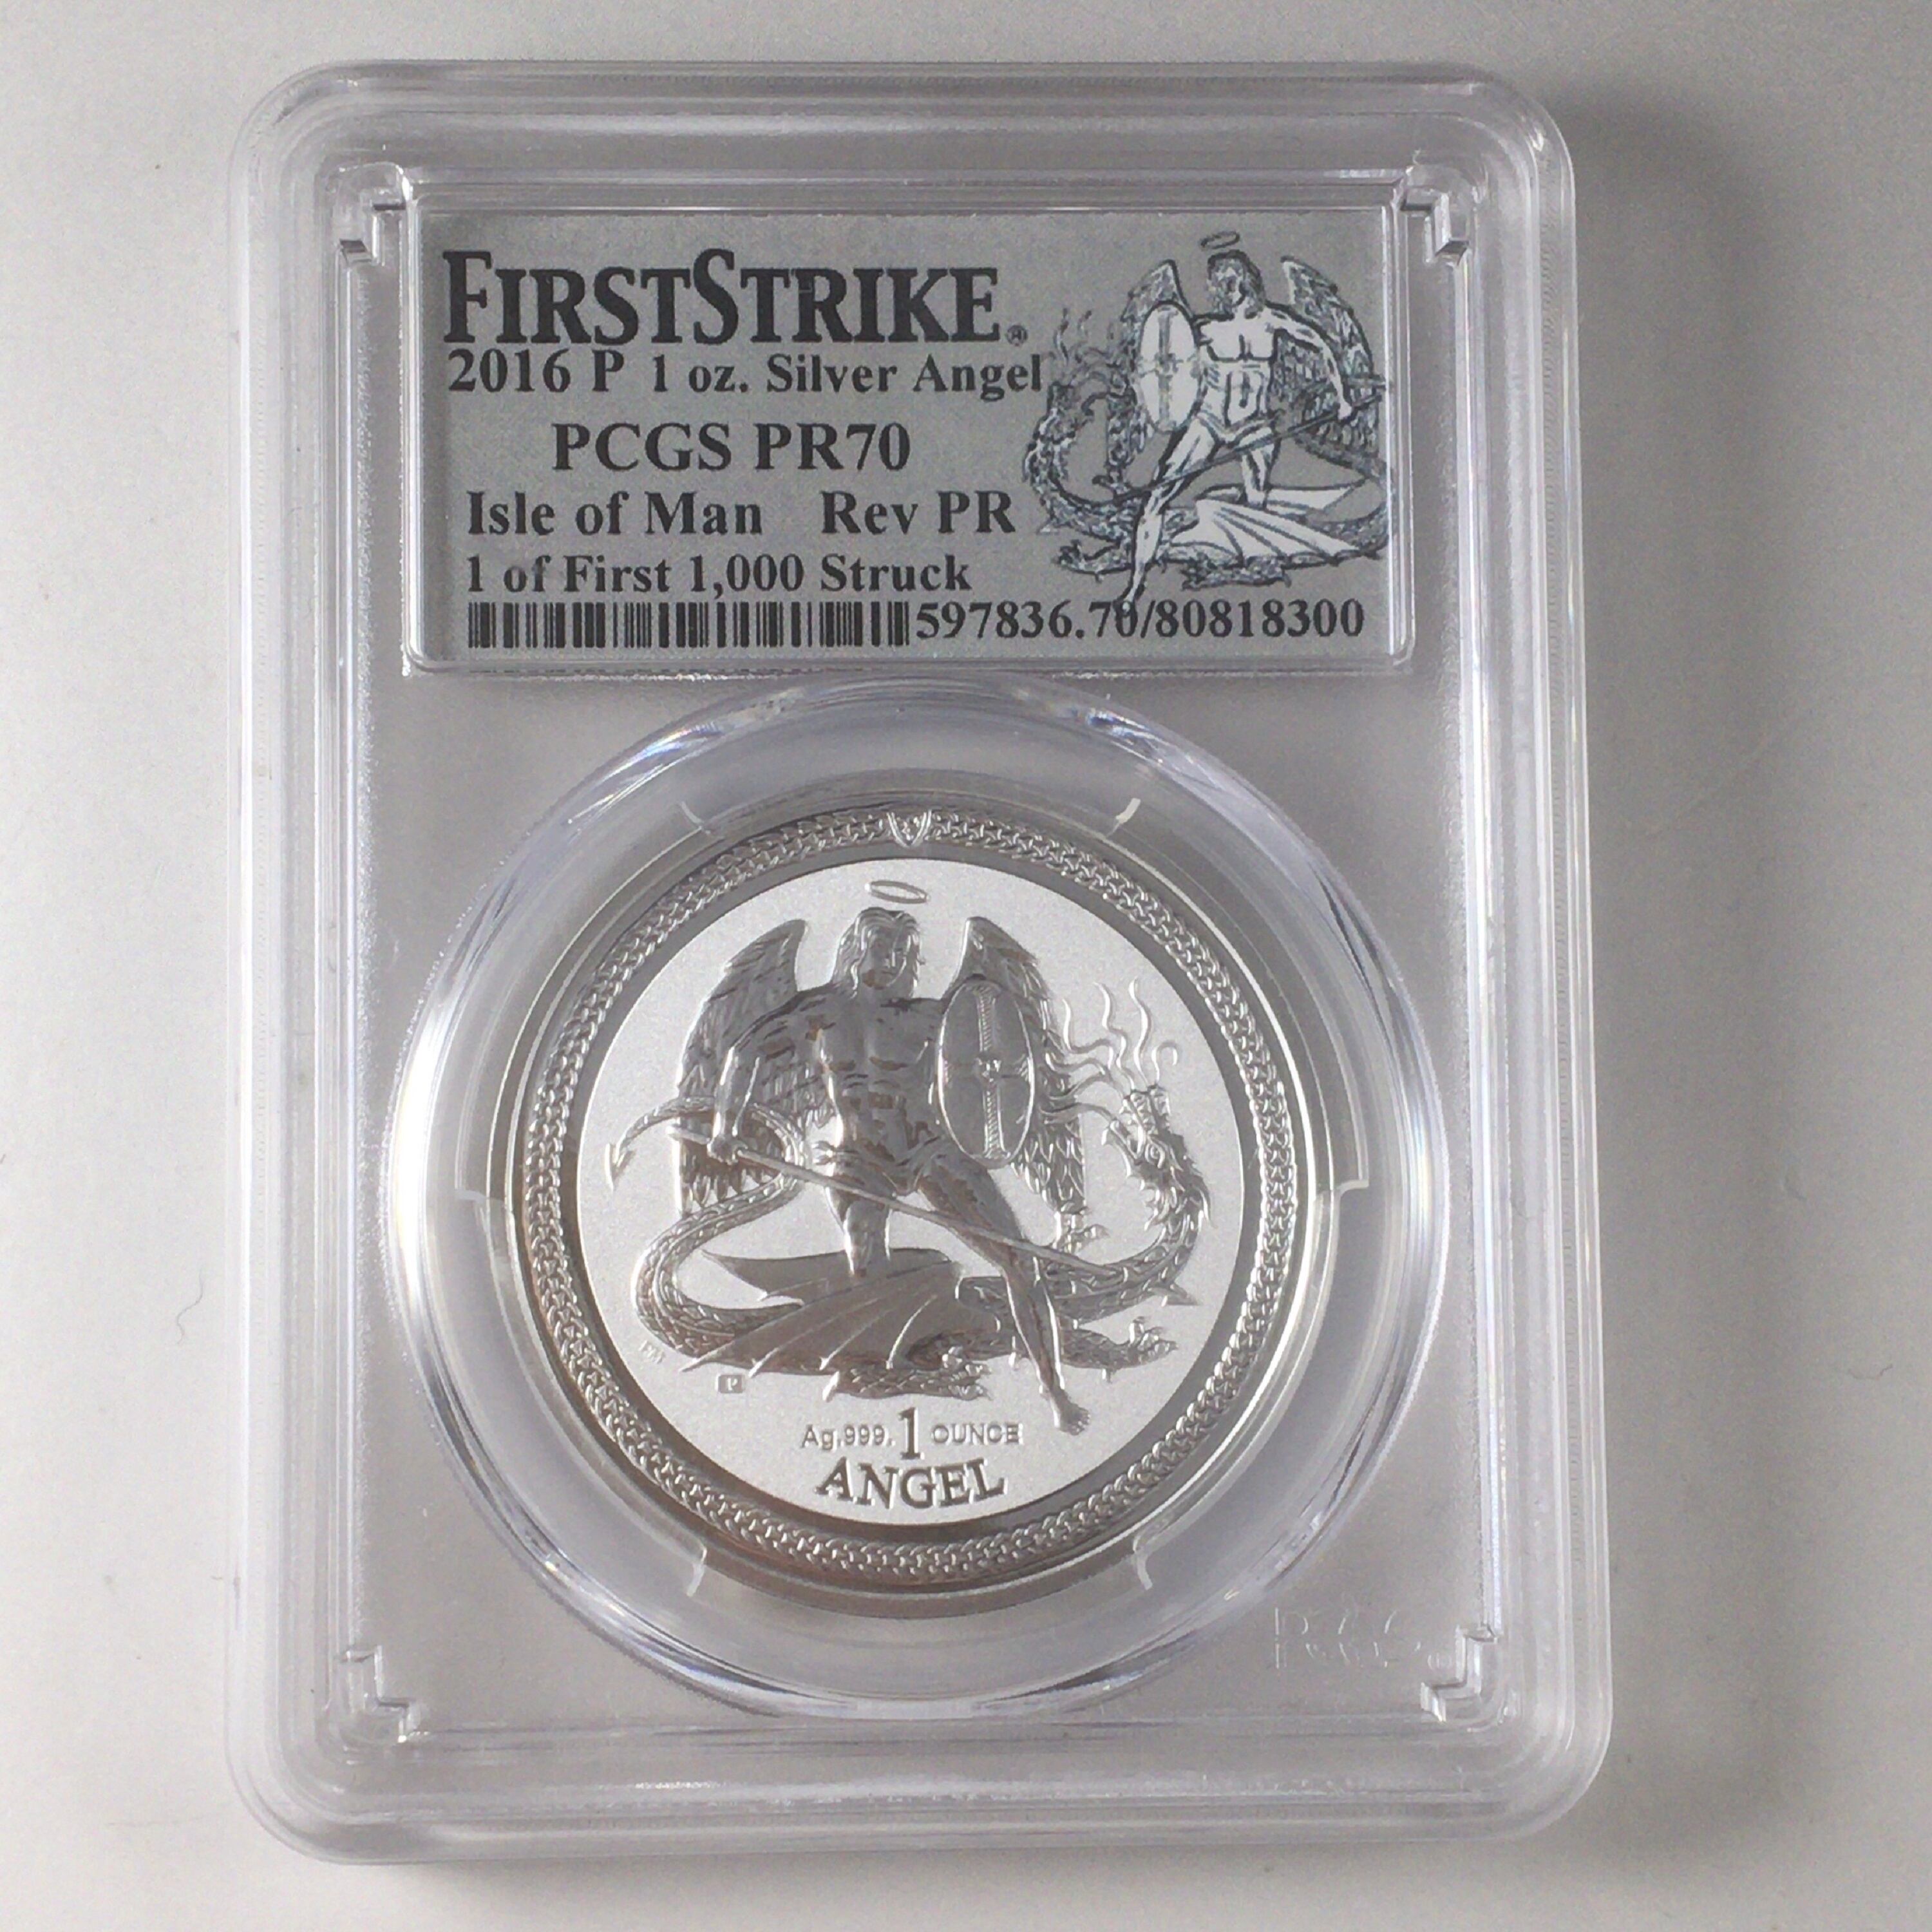 FIRSTSTRIKE®
2016 P 1 oz. Silver Angel
PCGS PR70
Isle of Man Rev PR
1 of First 1,000 Struck
597836.70/80818300
P
Ag.999. 1 OUNCE
ANGEL
PCGS